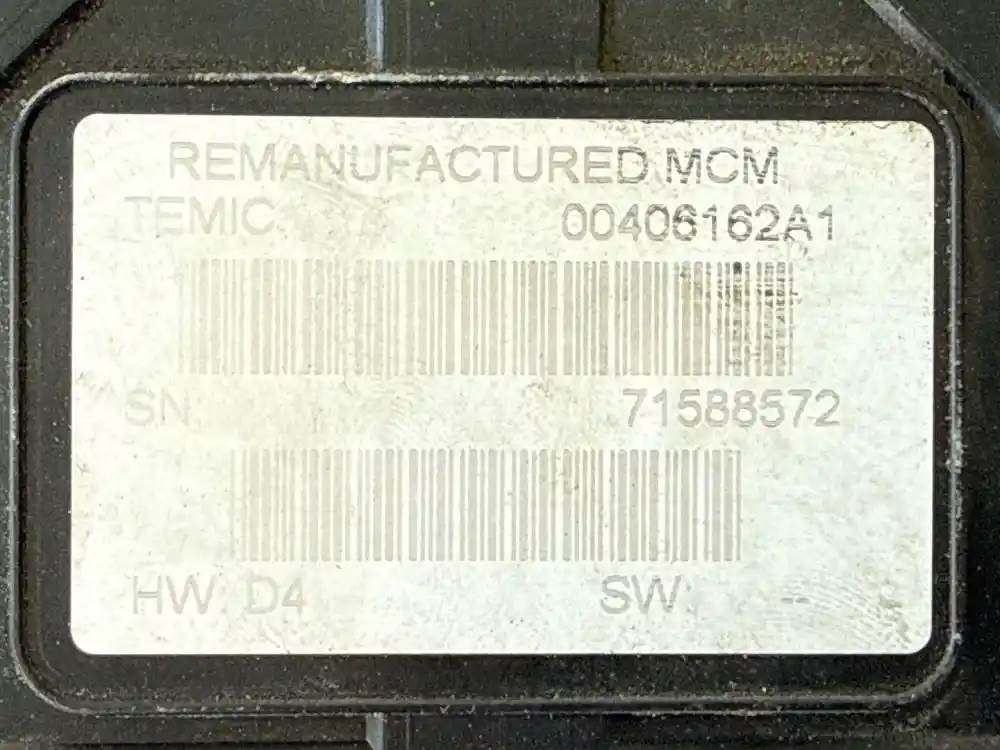 REMANUFACTURED MCM
TEMIC: 00406162A1
SN 71588572
HW: D4 SW: --